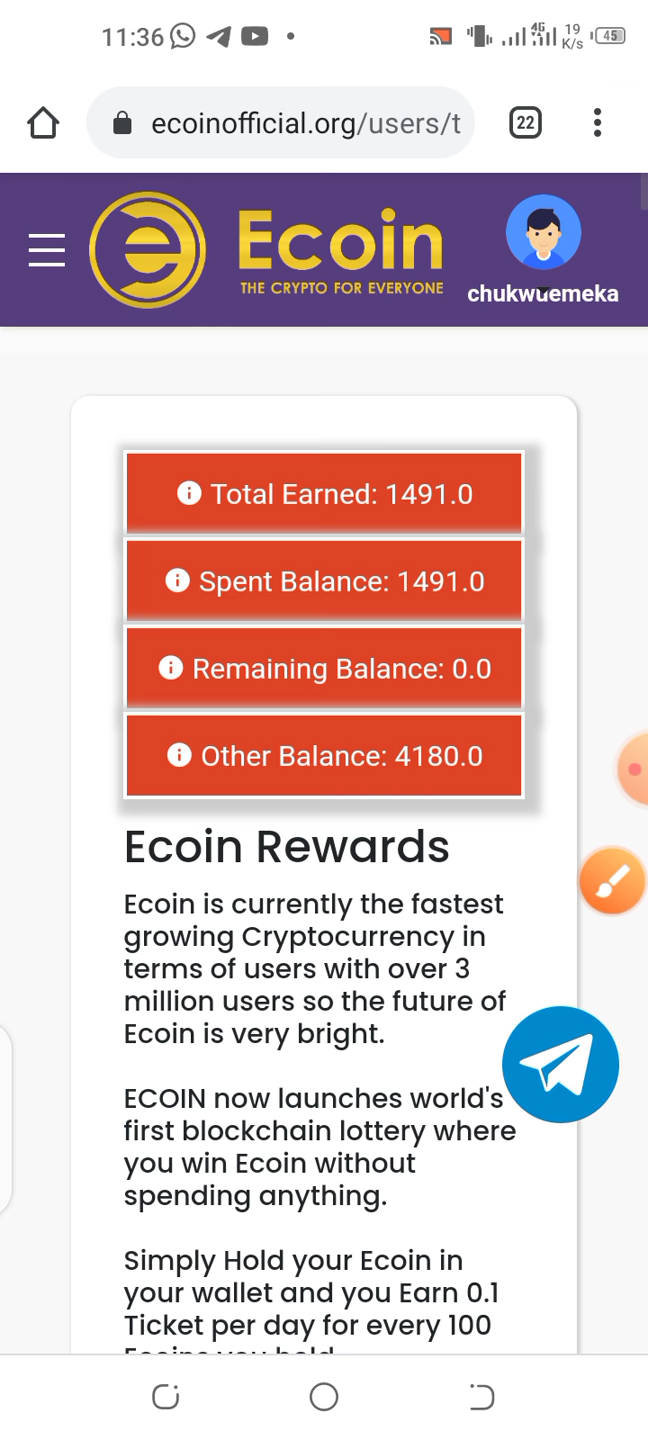 11:36
4G
19
K/s
45
ecoinofficial.org/users/t
22
Ecoin
THE CRYPTO FOR EVERYONE
chukwuemeka
Total Earned: 1491.0
Spent Balance: 1491.0
Remaining Balance: 0.0
Other Balance: 4180.0
Ecoin Rewards
Ecoin is currently the fastest
growing Cryptocurrency in
terms of users with over 3
million users so the future of
Ecoin is very bright.
ECOIN now launches world's
first blockchain lottery where
you win Ecoin without
spending anything.
Simply Hold your Ecoin in
your wallet and you Earn 0.1
Ticket per day for every 100